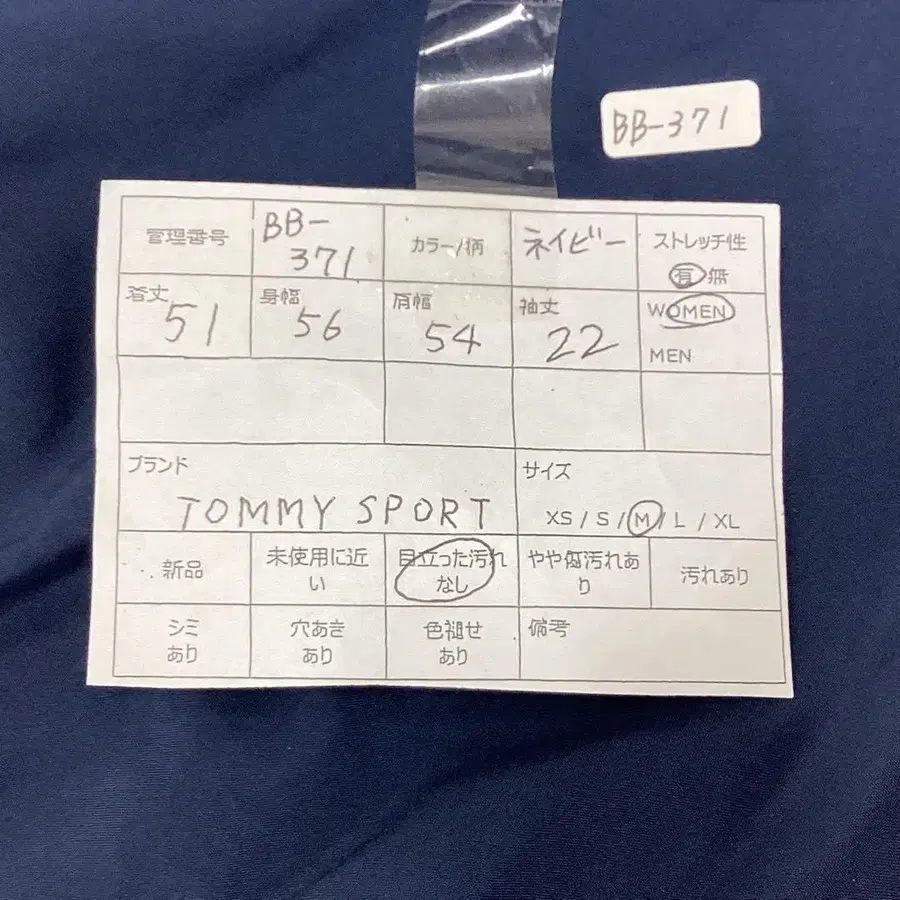 BB-371
管理番号
BB-
371
カラー/柄
ネイビー
ストレッチ性
有 無
着丈
51
身幅
56
肩幅
54
袖丈
22
WOMEN
MEN
ブランド
TOMMY SPORT
サイズ
XS / S / M / L / XL
新品
未使用に近
い
目立った汚れ
なし
やや傷汚れあ
り
汚れあり
シミ
あり
穴あき
あり
色褪せ
あり
備考